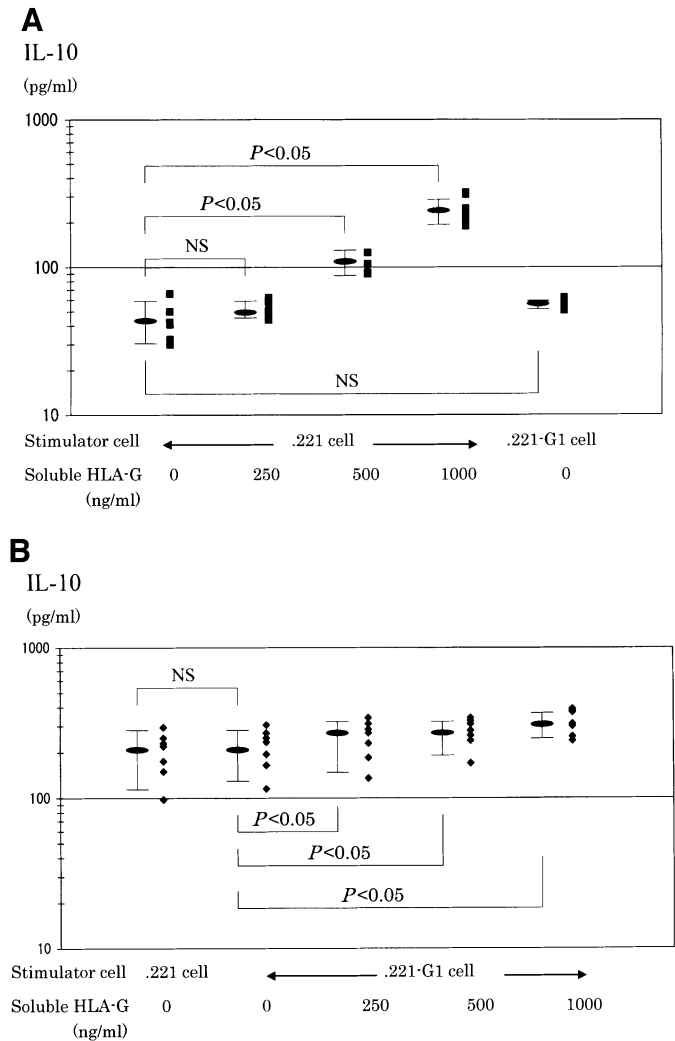 A
IL-10
(pg/ml)
1000
P<0.05
P<0.05
NS
100
NS
10
Stimulator cell .221 cell .221-G1 cell
Soluble HLA-G 0 250 500 1000 0
(ng/ml)
B
IL-10
(pg/ml)
1000
NS
100
P<0.05
P<0.05
P<0.05
10
Stimulator cell .221 cell .221-G1 cell
Soluble HLA-G 0 0 250 500 1000
(ng/ml)